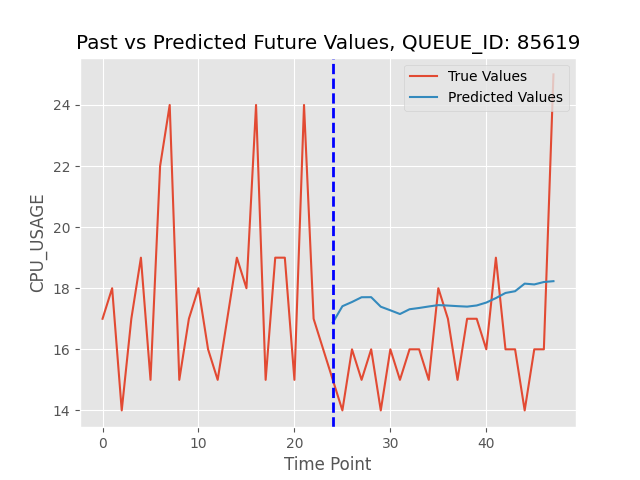 Past vs Predicted Future Values, QUEUE_ID: 85619
True Values
Predicted Values
24
22
20
18
16
14
CPU_USAGE
0
10
20
30
40
Time Point